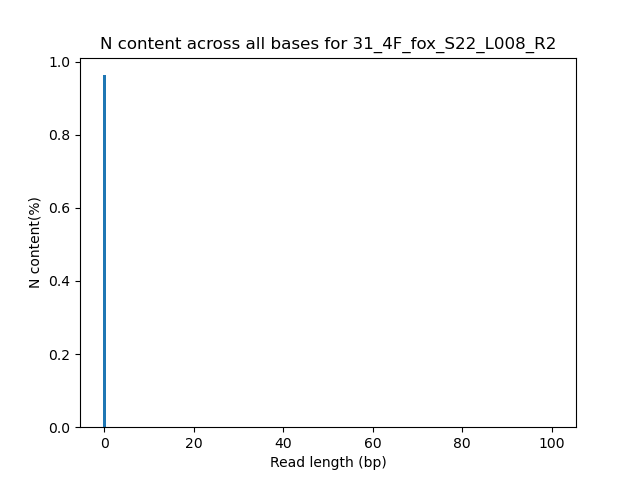 N content across all bases for 31_4F_fox_S22_L008_R2
1.0
0.8
0.6
0.4
0.2
0.0
N content(%)
0 20 40 60 80 100
Read length (bp)